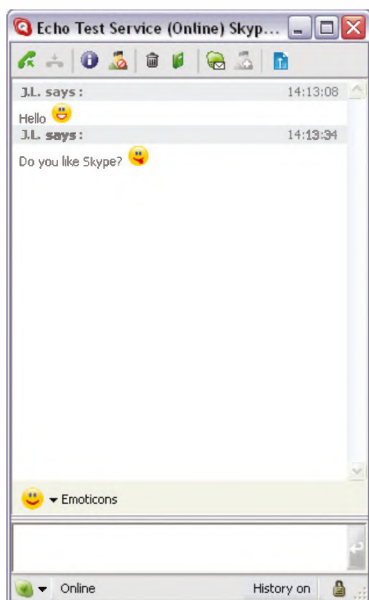 Echo Test Service (Online) Skyp...
J.L. says: 14:13:08
Hello
J.L. says: 14:13:34
Do you like Skype?
Emoticons
Online History on